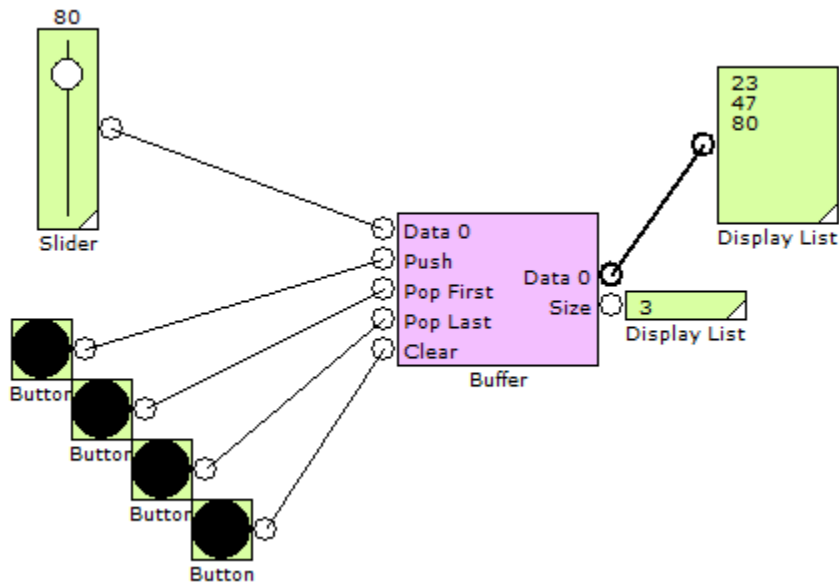 80
Slider
23
47
80
Display List
Data 0
Push
Pop First
Pop Last
Clear
Data 0
Size
Buffer
3
Display List
Button
Button
Button
Button